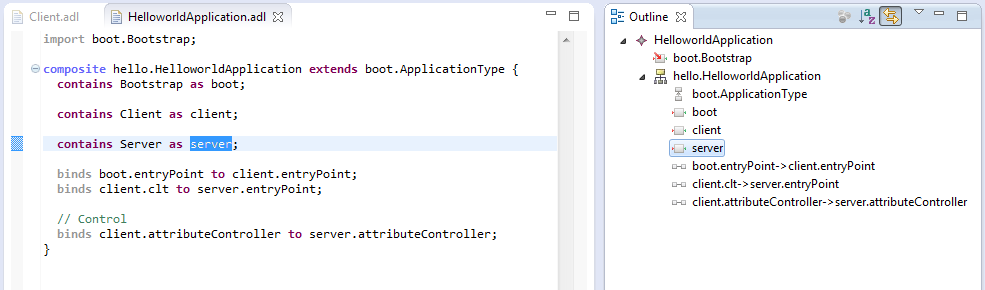 Client.adl
HelloworldApplication.adl
import boot.Bootstrap;
composite hello.HelloworldApplication extends boot.ApplicationType {
contains Bootstrap as boot;
contains Client as client;
contains Server as server;
binds boot.entryPoint to client.entryPoint;
binds client.clt to server.entryPoint;
// Control
binds client.attributeController to server.attributeController;
}
Outline
HelloworldApplication
boot.Bootstrap
hello.HelloworldApplication
boot.ApplicationType
boot
client
server
boot.entryPoint->client.entryPoint
client.clt->server.entryPoint
client.attributeController->server.attributeController